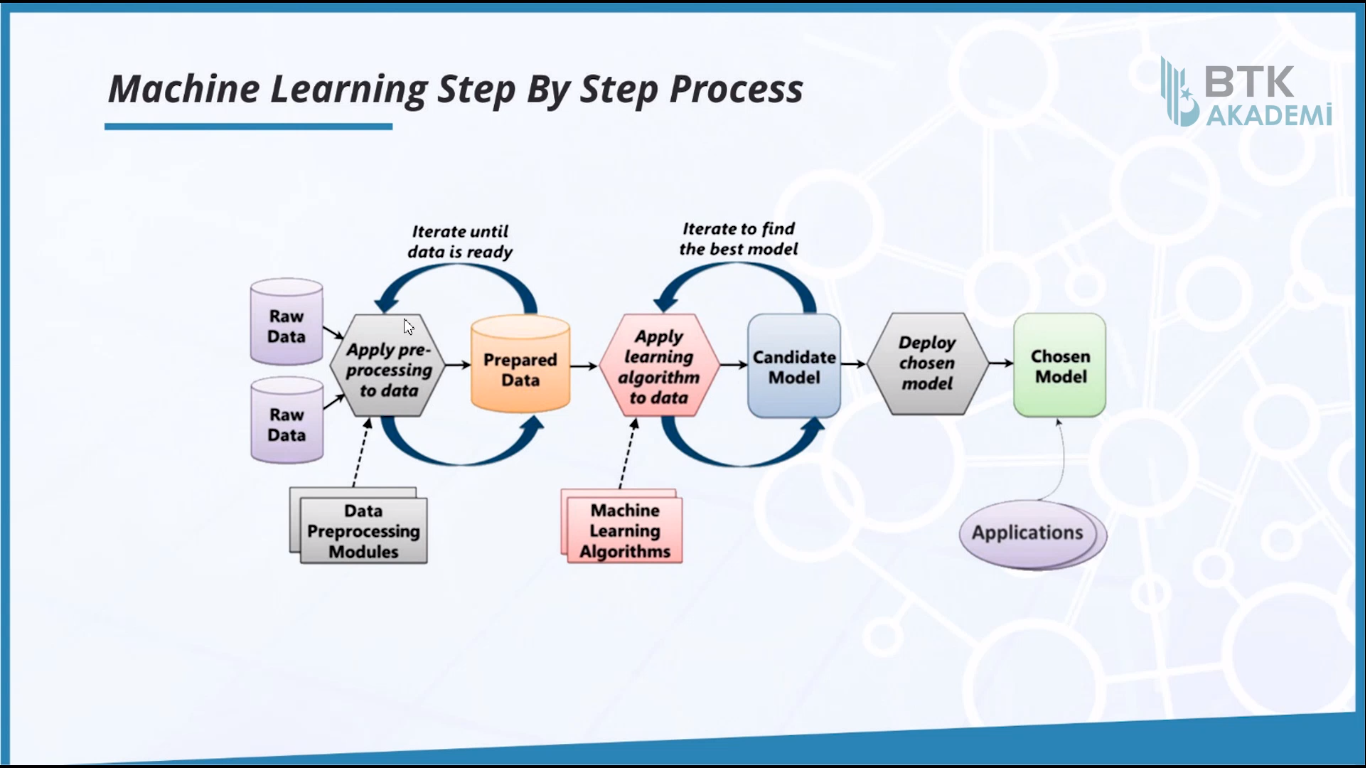 Machine Learning Step By Step Process
BTK
AKADEMİ
Iterate until
data is ready
Iterate to find
the best model
Raw
Data
Raw
Data
Apply pre-
processing
to data
Prepared
Data
Apply
learning
algorithm
to data
Candidate
Model
Deploy
chosen
model
Chosen
Model
Data
Preprocessing
Modules
Machine
Learning
Algorithms
Applications